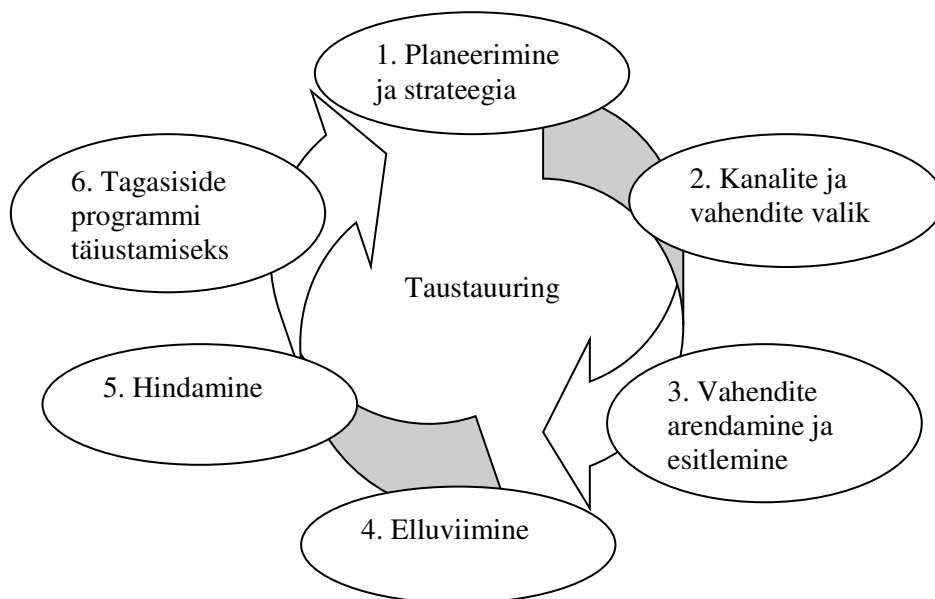 1. Planeerimine
ja strateegia
2. Kanalite ja
vahendite valik
3. Vahendite
arendamine ja
esitlemine
4. Elluviimine
5. Hindamine
6. Tagasiside
programmi
täiustamiseks
Taustauuring